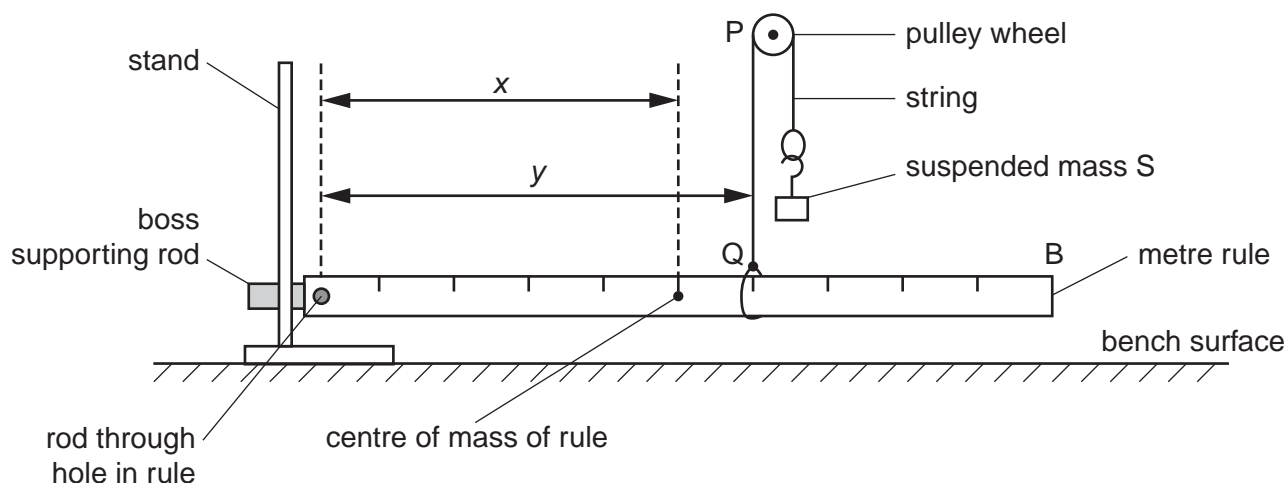 P
pulley wheel
stand
x
string
suspended mass S
y
boss
supporting rod
Q
B
metre rule
bench surface
rod through
hole in rule
centre of mass of rule